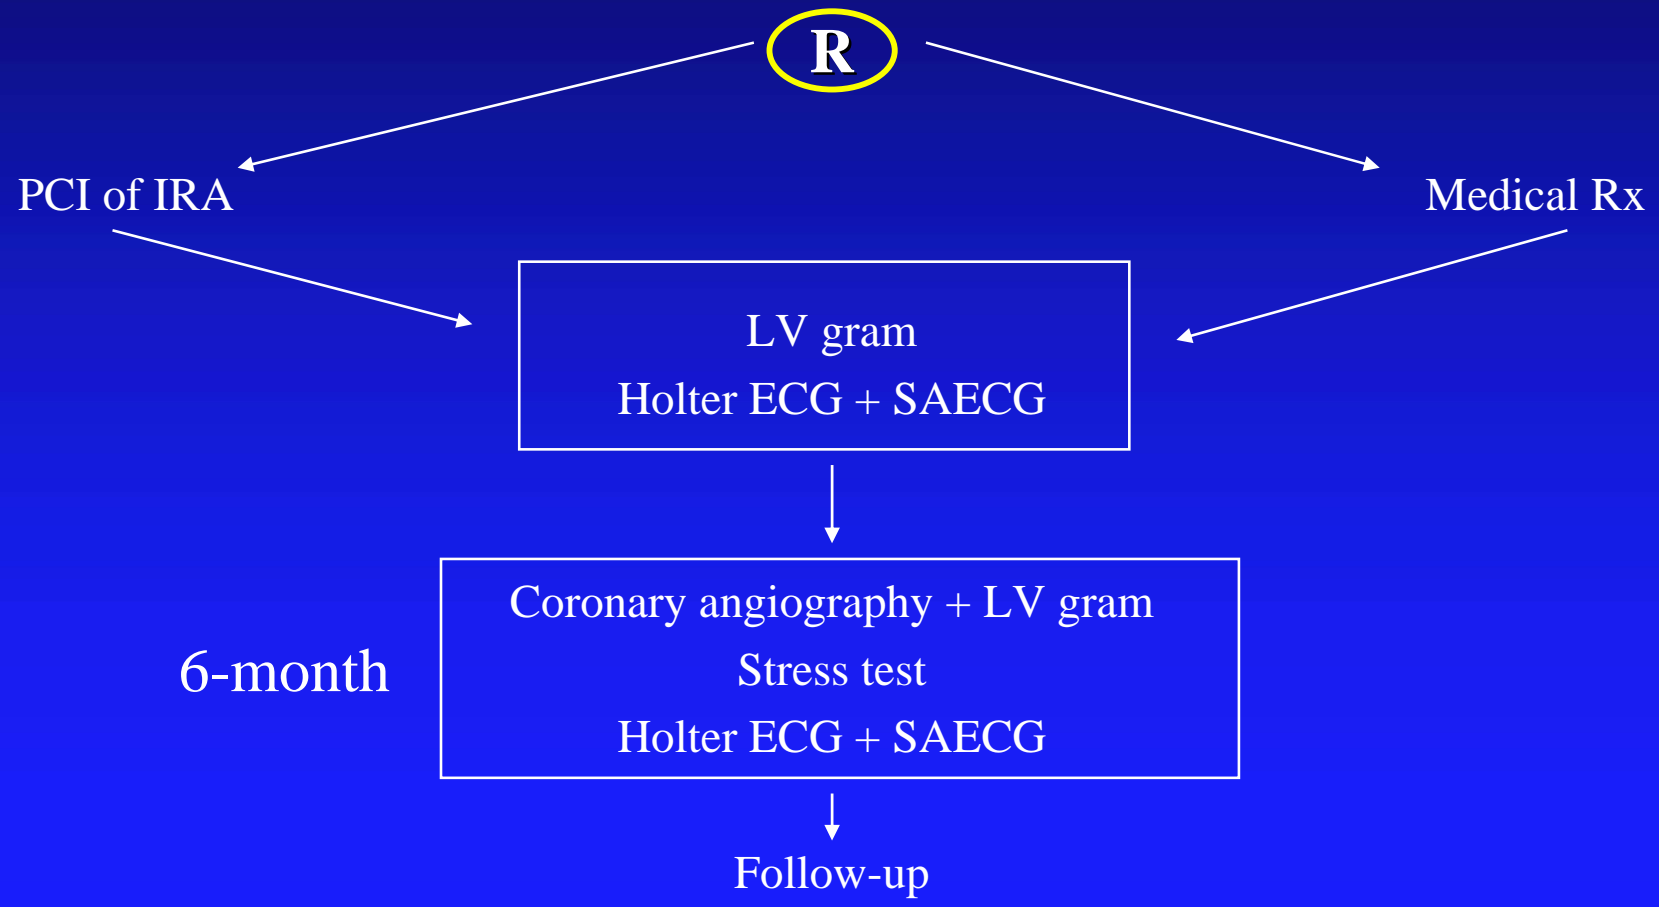 R
PCI of IRA
Medical Rx
LV gram
Holter ECG + SAECG
Coronary angiography + LV gram
6-month
Stress test
Holter ECG + SAECG
Follow-up